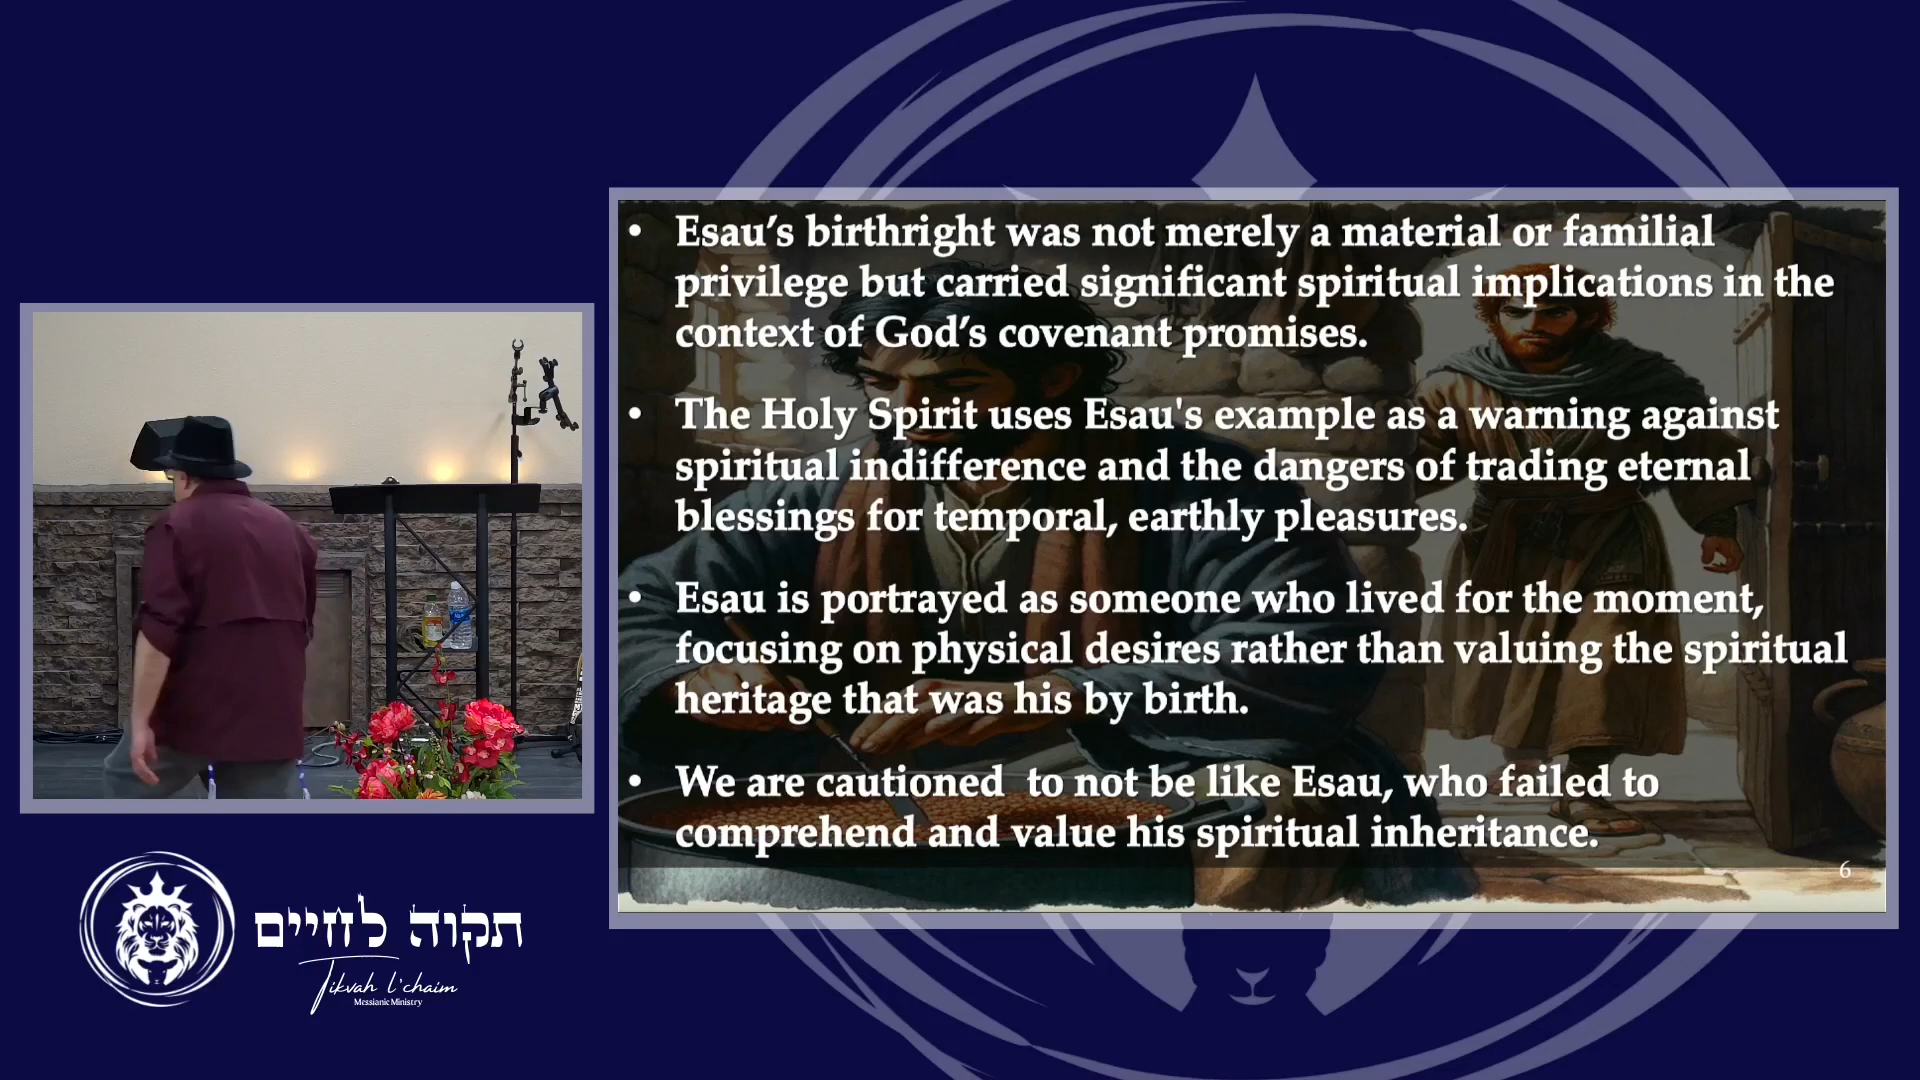 • Esau’s birthright was not merely a material or familial
privilege but carried significant spiritual implications in the
context of God’s covenant promises.
• The Holy Spirit uses Esau's example as a warning against
spiritual indifference and the dangers of trading eternal
blessings for temporal, earthly pleasures.
• Esau is portrayed as someone who lived for the moment,
focusing on physical desires rather than valuing the spiritual
heritage that was his by birth.
• We are cautioned  to not be like Esau, who failed to
comprehend and value his spiritual inheritance.
6
תקוה לחיים
Tikvah l'chaim
Messianic Ministry